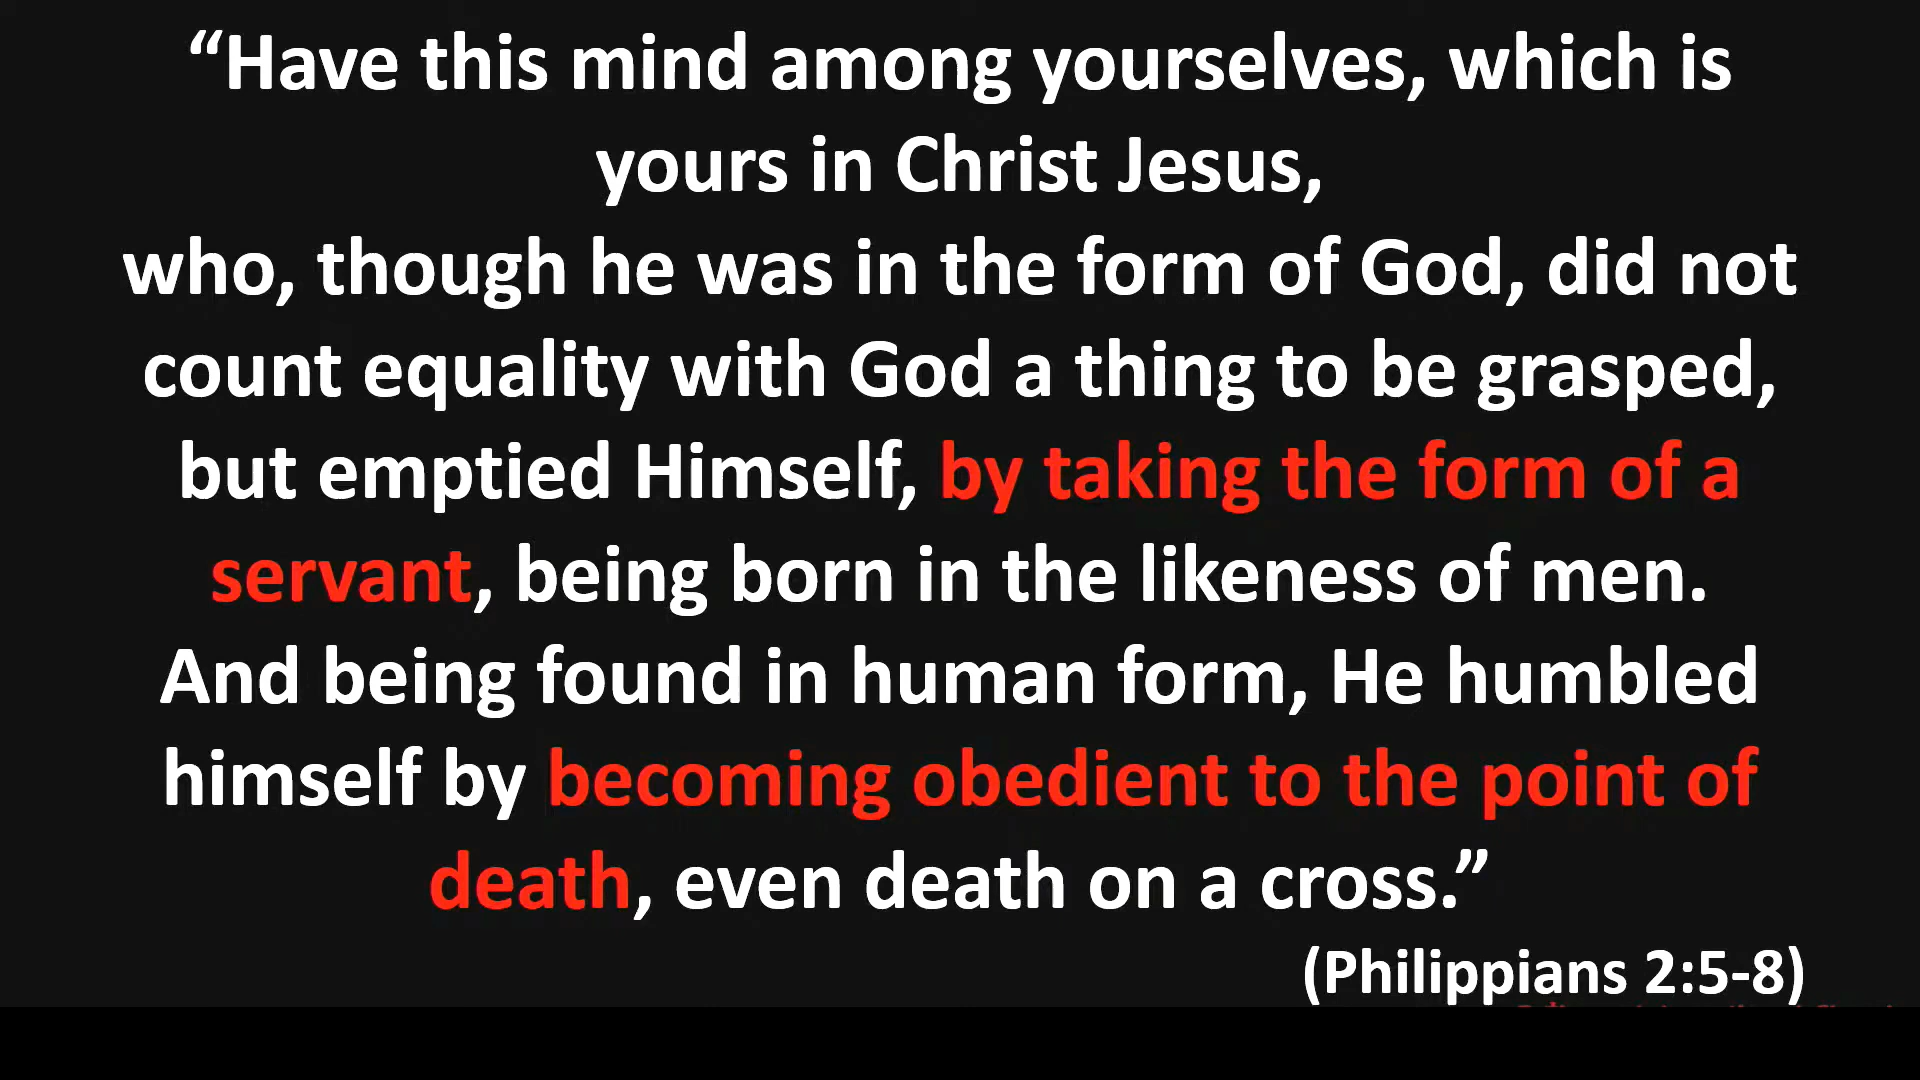 “Have this mind among yourselves, which is
yours in Christ Jesus,
who, though he was in the form of God, did not
count equality with God a thing to be grasped,
but emptied Himself, by taking the form of a
servant, being born in the likeness of men.
And being found in human form, He humbled
himself by becoming obedient to the point of
death, even death on a cross.”
(Philippians 2:5-8)